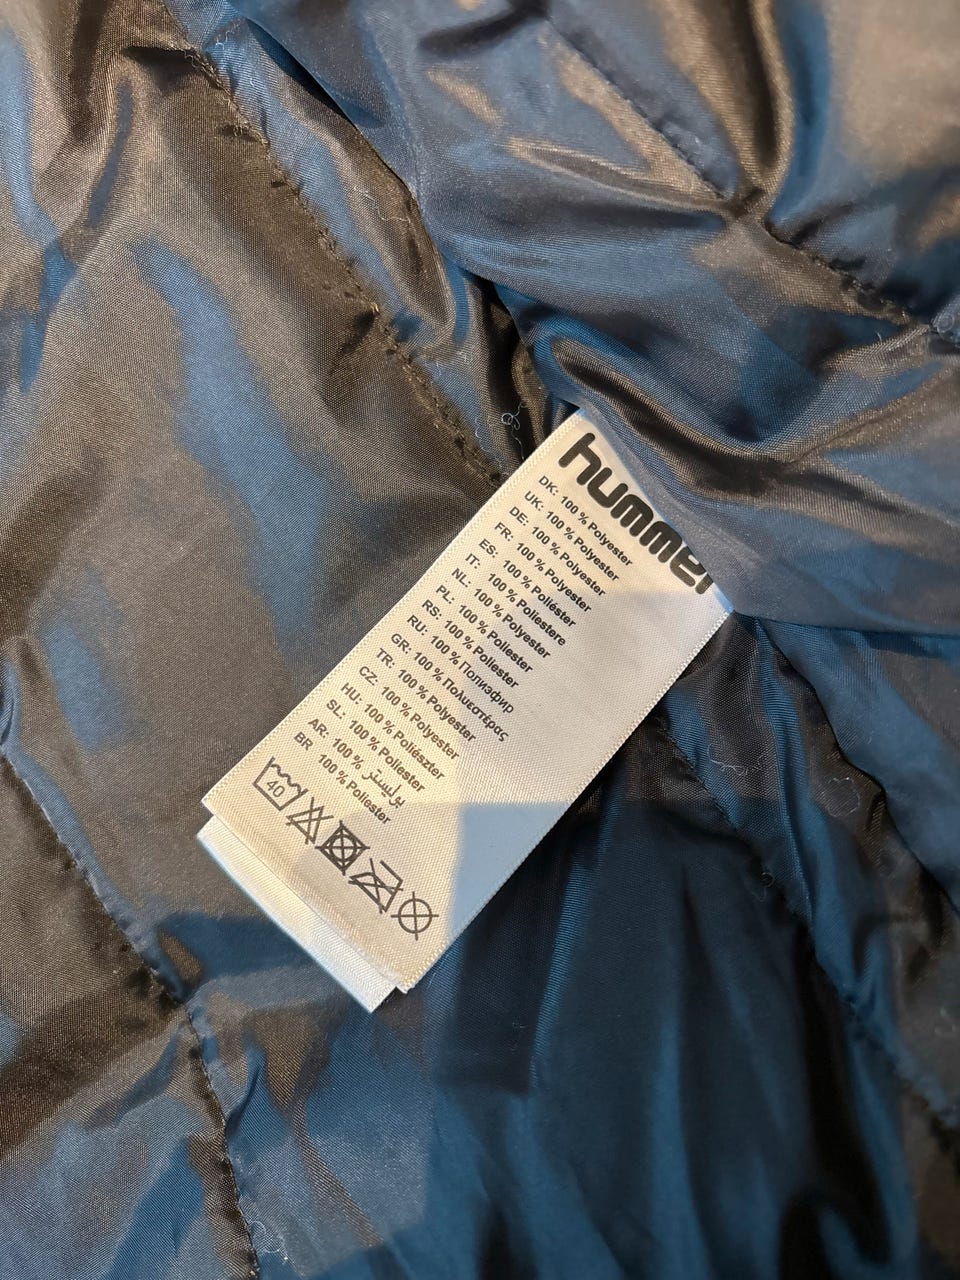 hummel
DK: 100 % Polyester
UK: 100 % Polyester
DE: 100 % Polyester
FR: 100 % Polyester
ES: 100 % Poliéster
IT: 100 % Poliestere
NL: 100 % Polyester
PL: 100 % Poliester
RS: 100 % Poliester
RU: 100 % Полиэфир
GR: 100 % Πολυεστέρας
TR: 100 % Polyester
CZ: 100 % Polyester
HU: 100 % Poliészter
SL: 100 % Poliester
AR: 100 % بوليستر
BR 100 % Poliester
40